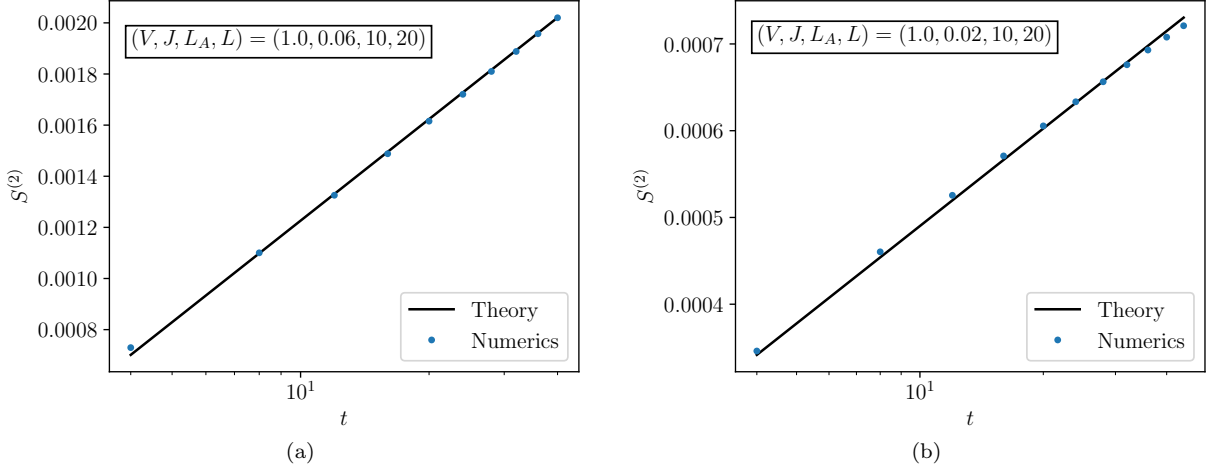 0.0020
0.0018
0.0016
0.0014
0.0012
0.0010
0.0008
S^{(2)}
(V, J, L_A, L) = (1.0, 0.06, 10, 20)
Theory
Numerics
10^1
t
(a)
0.0007
0.0006
0.0005
0.0004
S^{(2)}
(V, J, L_A, L) = (1.0, 0.02, 10, 20)
Theory
Numerics
10^1
t
(b)